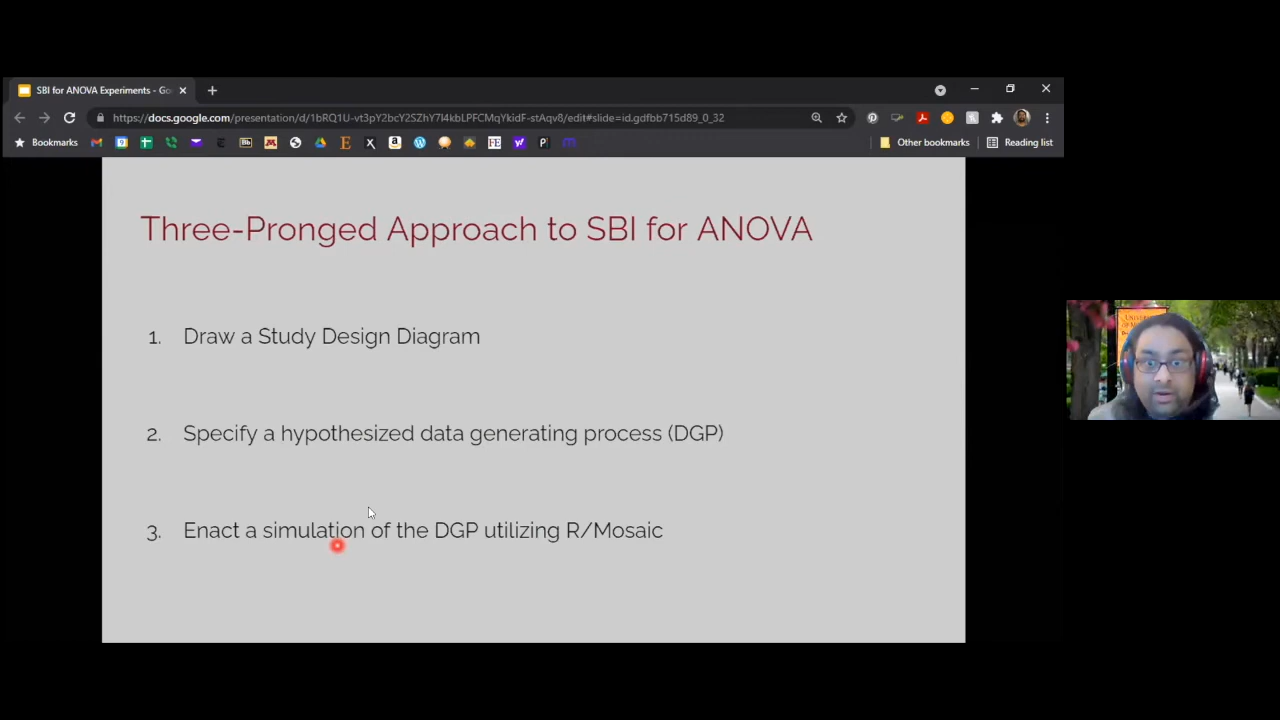 SBI for ANOVA Experiments - Go
https://docs.google.com/presentation/d/1bRQ1U-vt3pY2bcY2SZhY7l4kbLPFCMqYkidF-stAqv8/edit#slide=id.gdfbb715d89_0_32
Bookmarks
Other bookmarks
Reading list
Three-Pronged Approach to SBI for ANOVA
1. Draw a Study Design Diagram
2. Specify a hypothesized data generating process (DGP)
3. Enact a simulation of the DGP utilizing R/Mosaic